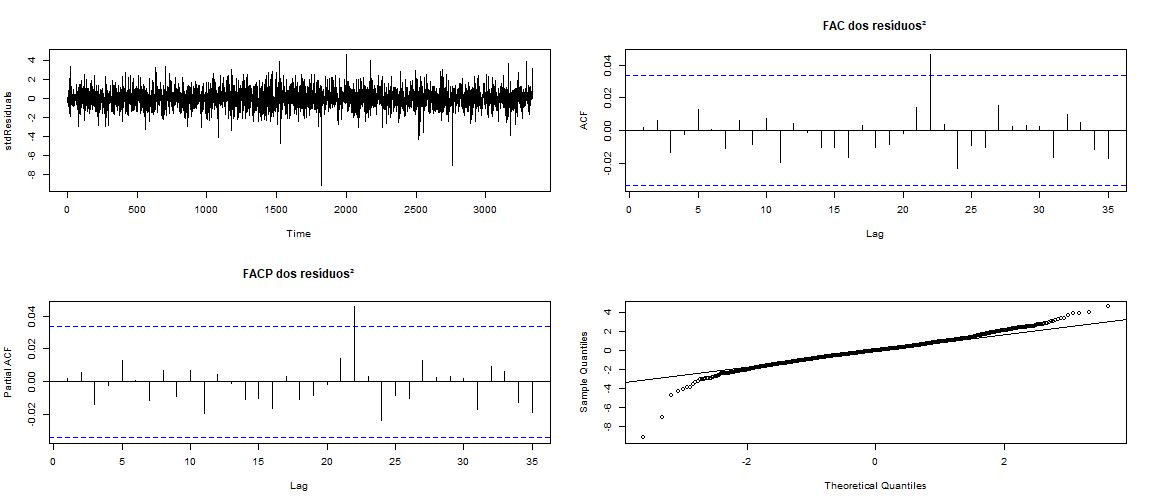 stdResiduals
4
2
0
-2
-4
-6
-8
0 500 1000 1500 2000 2500 3000
Time
FAC dos resíduos²
ACF
0.04
0.02
0.00
-0.02
0 5 10 15 20 25 30 35
Lag
FACP dos resíduos²
Partial ACF
0.04
0.02
0.00
-0.02
0 5 10 15 20 25 30 35
Lag
Sample Quantiles
4
2
0
-2
-4
-6
-8
-2 0 2
Theoretical Quantiles